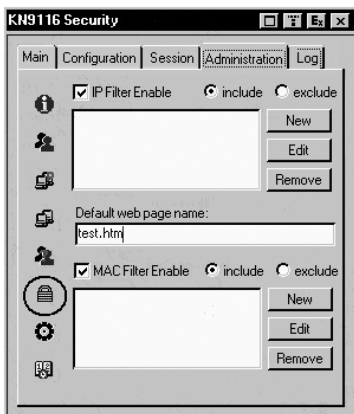 KN9116 Security
Main Configuration Session Administration Log
IP Filter Enable include exclude
New
Edit
Remove
Default web page name:
test.htm
MAC Filter Enable include exclude
New
Edit
Remove